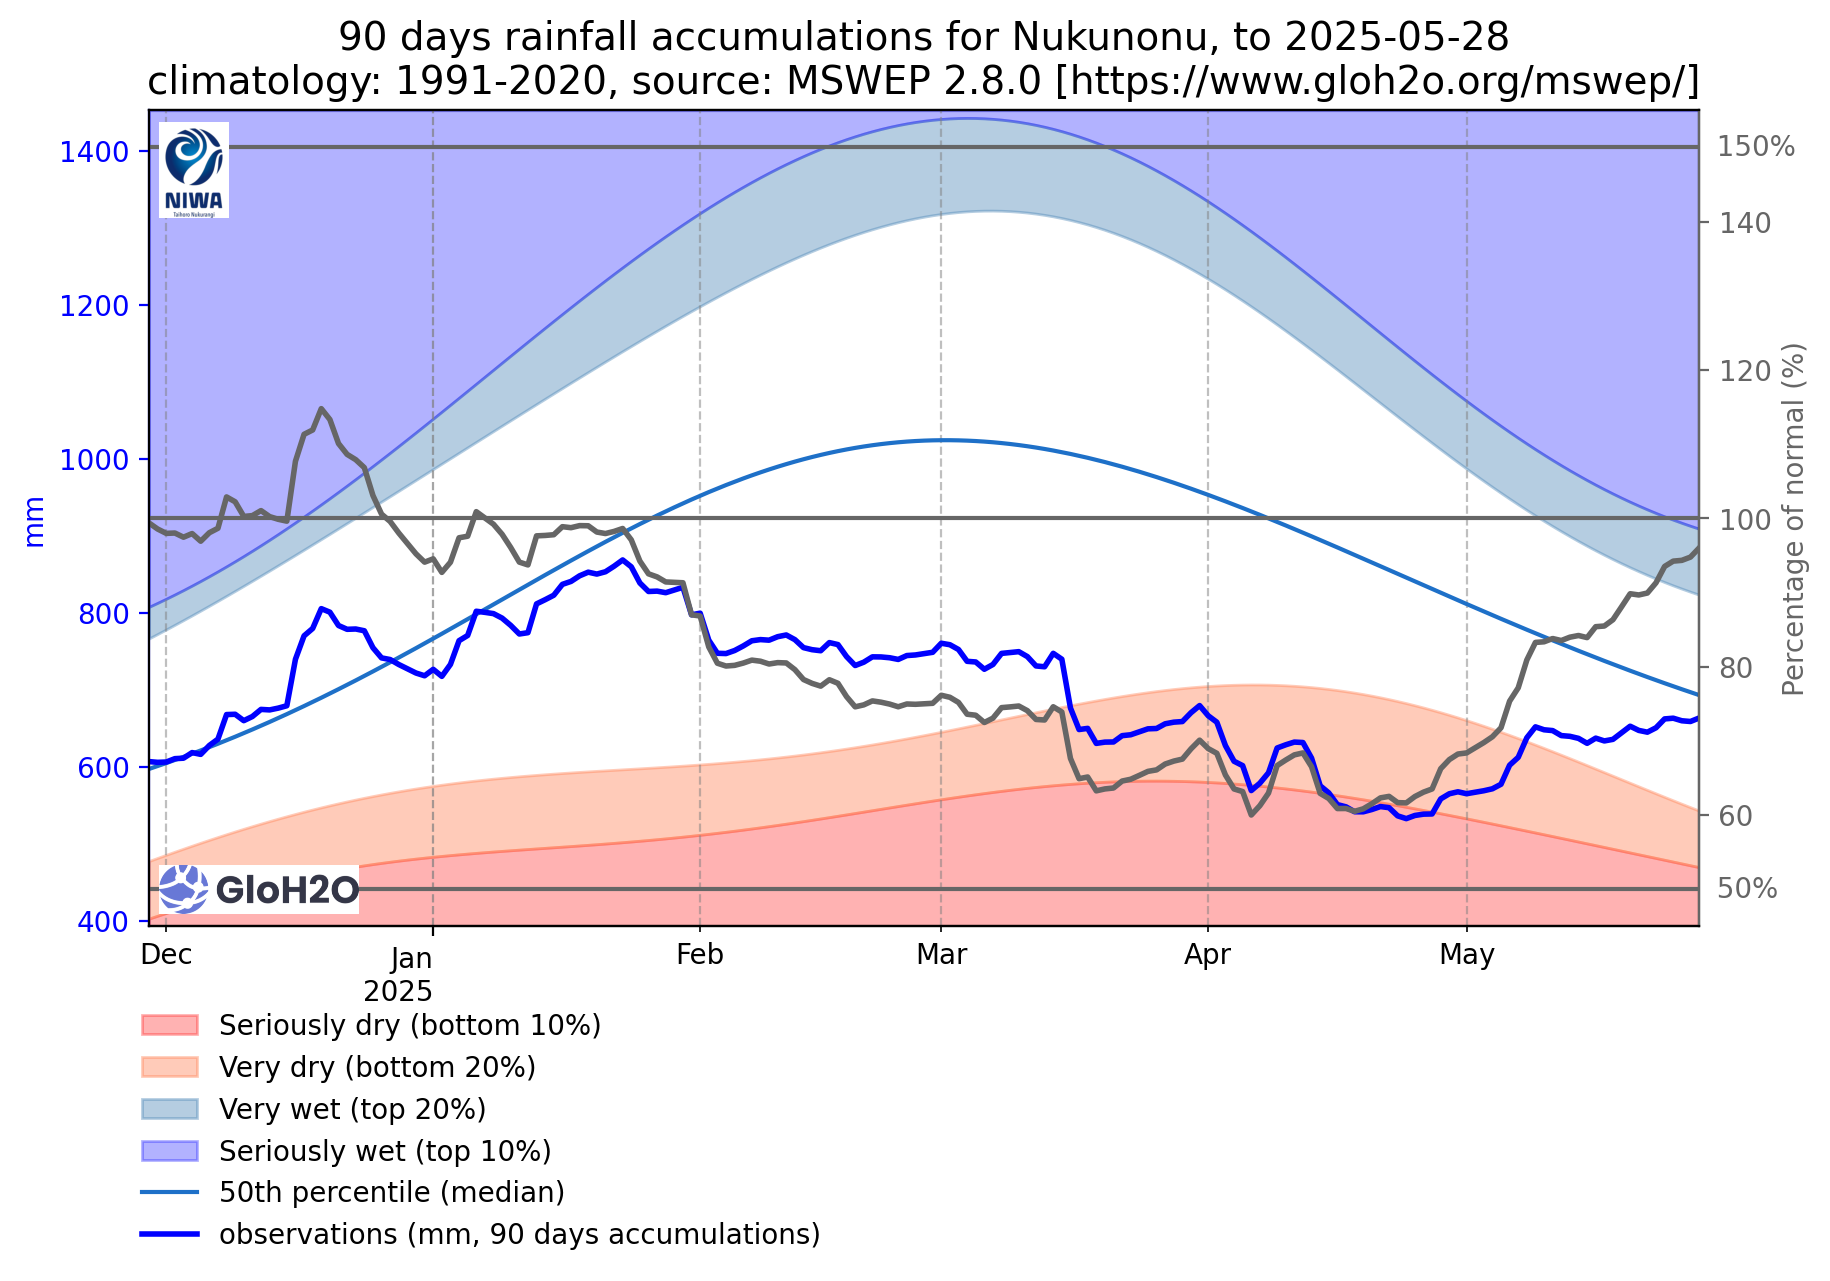 90 days rainfall accumulations for Nukunonu, to 2025-05-28
climatology: 1991-2020, source: MSWEP 2.8.0 [https://www.gloh2o.org/mswep/]
NIWA
Taihoro Nukurangi
1400
1200
1000
800
600
400
mm
150%
140
120
100
80
60
50%
Percentage of normal (%)
GloH2O
Dec
Jan
2025
Feb
Mar
Apr
May
Seriously dry (bottom 10%)
Very dry (bottom 20%)
Very wet (top 20%)
Seriously wet (top 10%)
50th percentile (median)
observations (mm, 90 days accumulations)